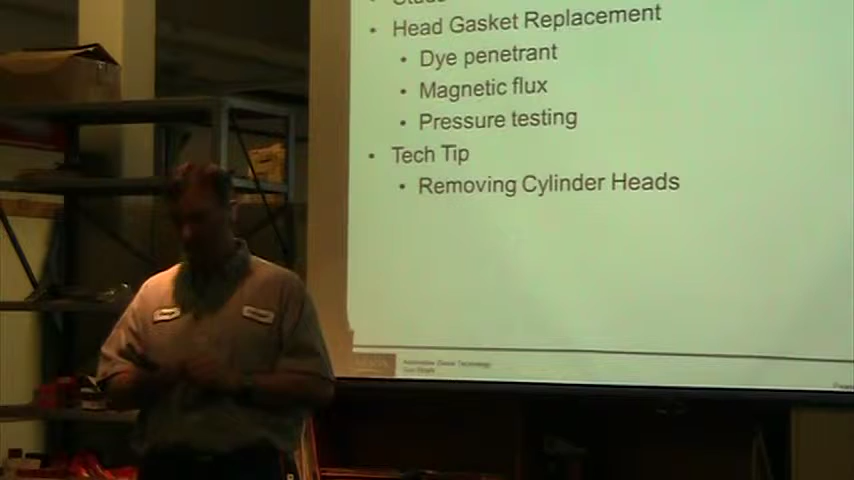 Head Gasket Replacement
Dye penetrant
Magnetic flux
Pressure testing
Tech Tip
Removing Cylinder Heads